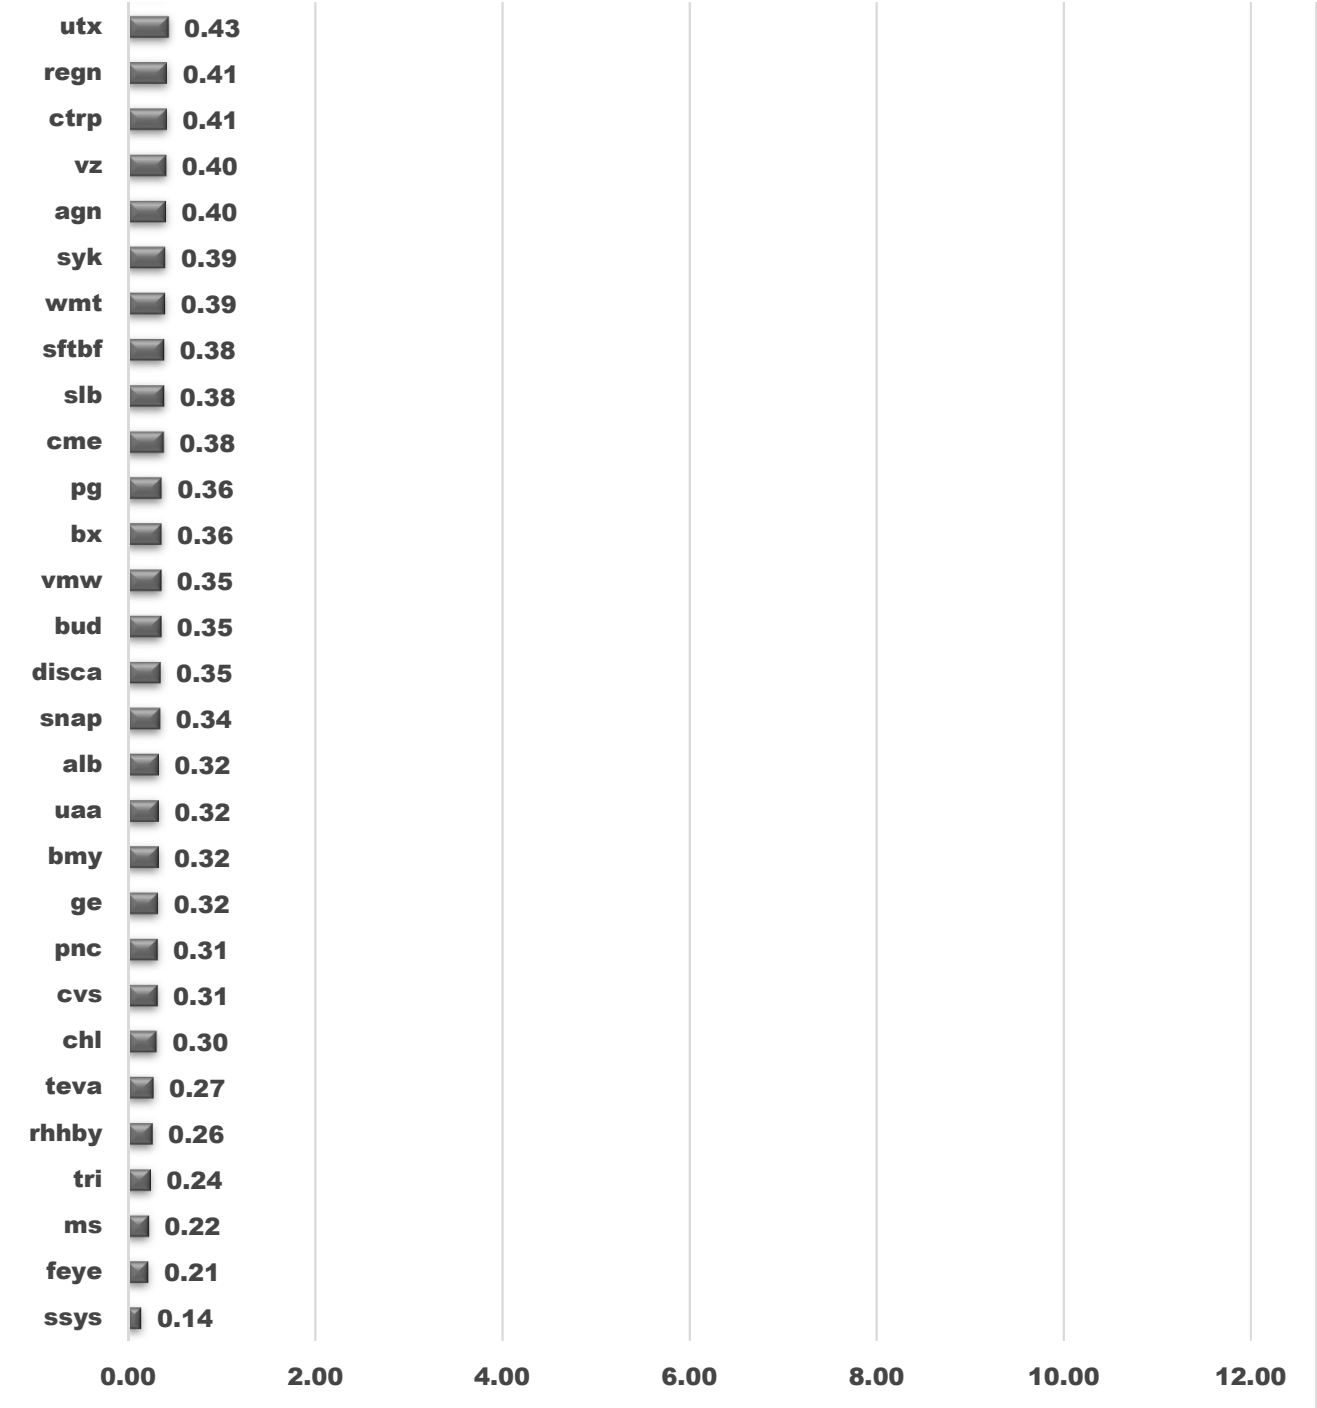 utx 0.43
regn 0.41
ctrp 0.41
vz 0.40
agn 0.40
syk 0.39
wmt 0.39
sftbf 0.38
slb 0.38
cme 0.38
pg 0.36
bx 0.36
vmw 0.35
bud 0.35
disca 0.35
snap 0.34
alb 0.32
uaa 0.32
bmy 0.32
ge 0.32
pnc 0.31
cvs 0.31
chl 0.30
teva 0.27
rhhby 0.26
tri 0.24
ms 0.22
feye 0.21
ssys 0.14
0.00 2.00 4.00 6.00 8.00 10.00 12.00